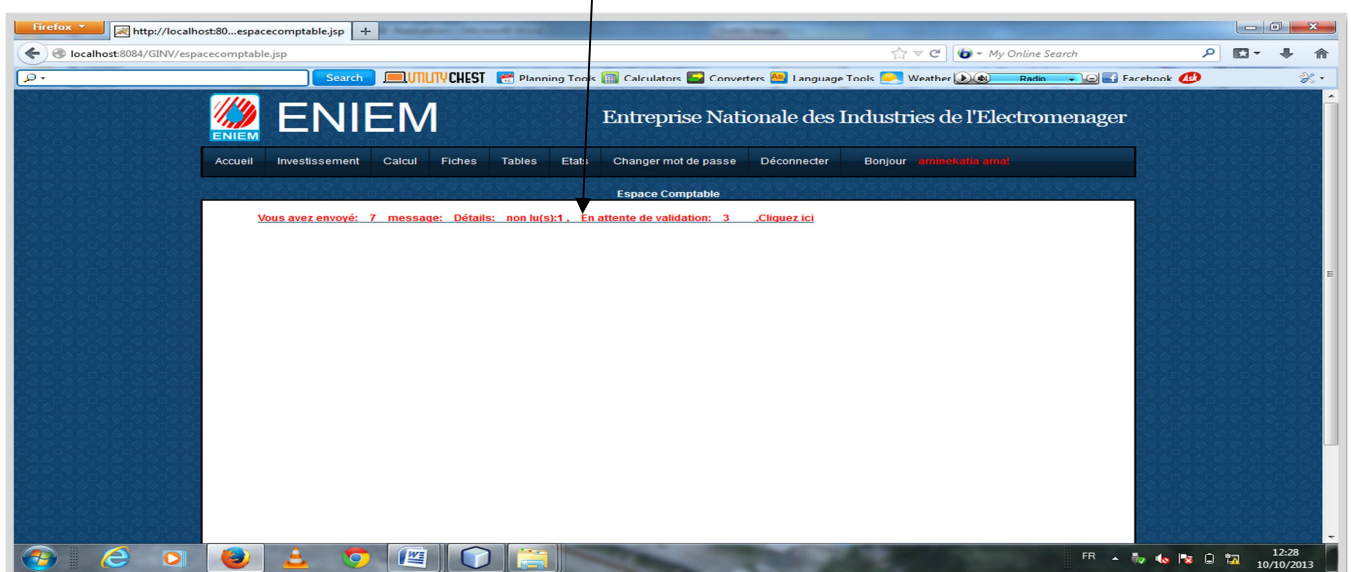 Firefox
http://localhost:80...espacecomptable.jsp
localhost:8084/GINV/espacecomptable.jsp
My Online Search
Search UTILITYCHEST Planning Tools Calculators Converters Language Tools Weather Radio Facebook Ask
ENIEM ENIEM Entreprise Nationale des Industries de l'Electromenager
Accueil Investissement Calcul Fiches Tables Etats Changer mot de passe Déconnecter Bonjour aminekatia ama!
Espace Comptable
Vous avez envoyé: 7 message: Détails: non lu(s):1 , En attente de validation: 3 ,Cliquez ici
FR 12:28
10/10/2013